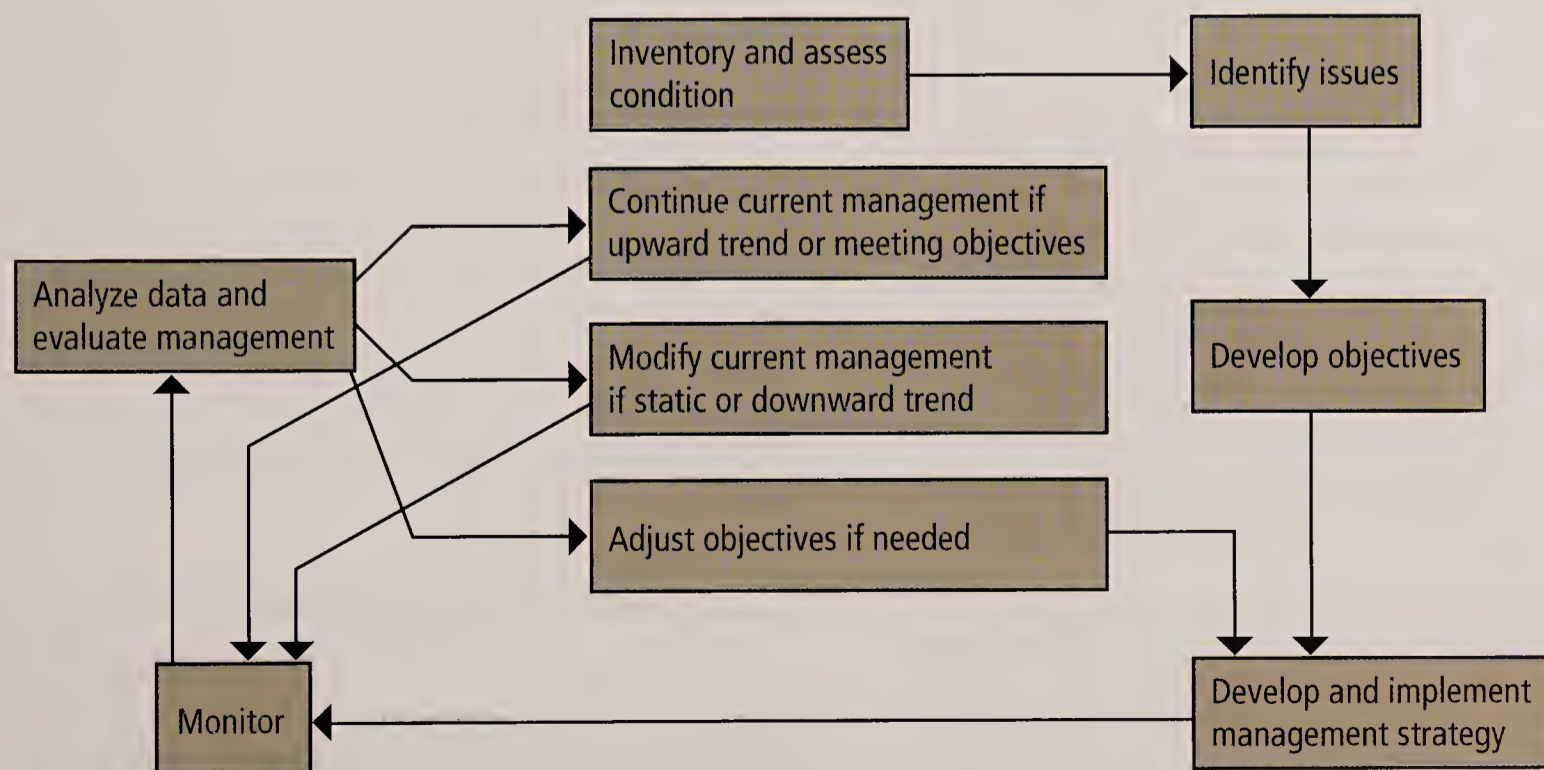 Inventory and assess
condition
Identify issues
Continue current management if
upward trend or meeting objectives
Analyze data and
evaluate management
Modify current management
if static or downward trend
Develop objectives
Adjust objectives if needed
Monitor
Develop and implement
management strategy